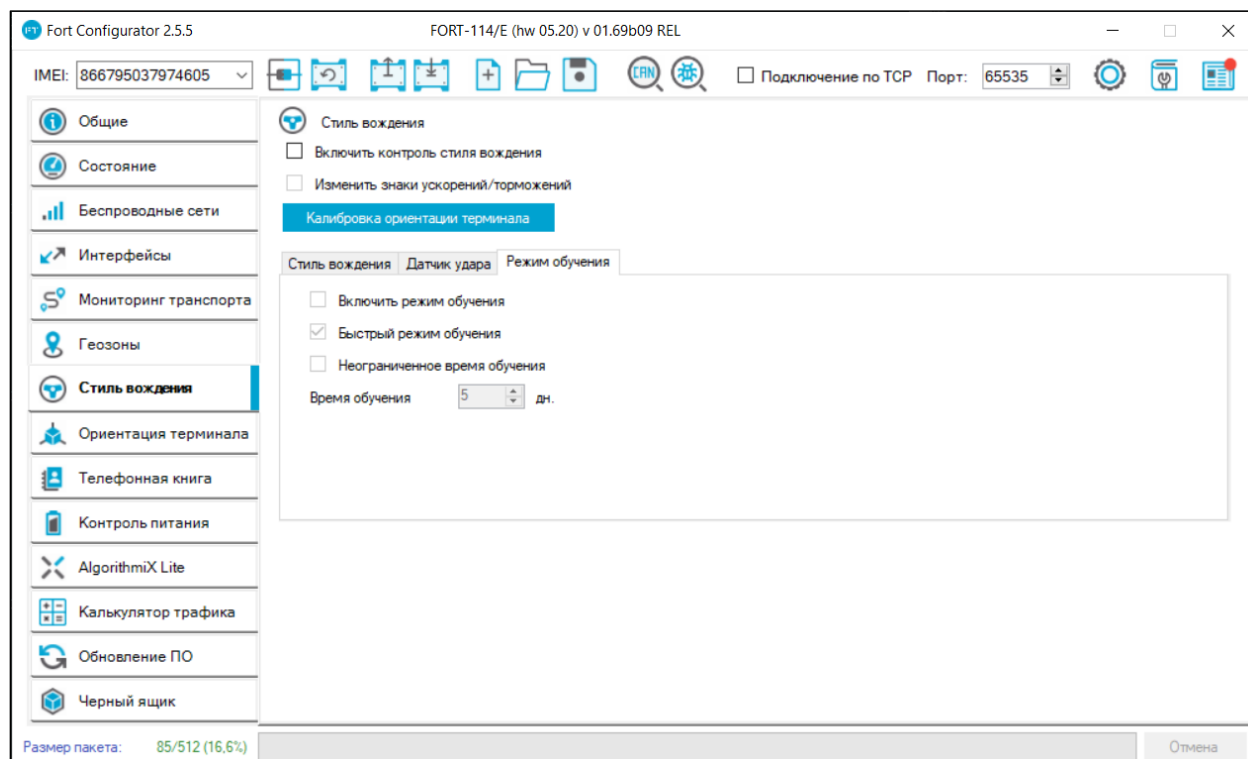 Fort Configurator 2.5.5 FORT-114/E (hw 05.20) v 01.69b09 REL
IMEI: 866795037974605 CAN Подключение по TCP Порт: 65535
Общие
Состояние
Беспроводные сети
Интерфейсы
Мониторинг транспорта
Геозоны
Стиль вождения
Ориентация терминала
Телефонная книга
Контроль питания
AlgorithmiX Lite
Калькулятор трафика
Обновление ПО
Черный ящик
Стиль вождения
Включить контроль стиля вождения
Изменить знаки ускорений/торможений
Калибровка ориентации терминала
Стиль вождения Датчик удара Режим обучения
Включить режим обучения
Быстрый режим обучения
Неограниченное время обучения
Время обучения 5 дн.
Размер пакета: 85/512 (16,6%) Отмена